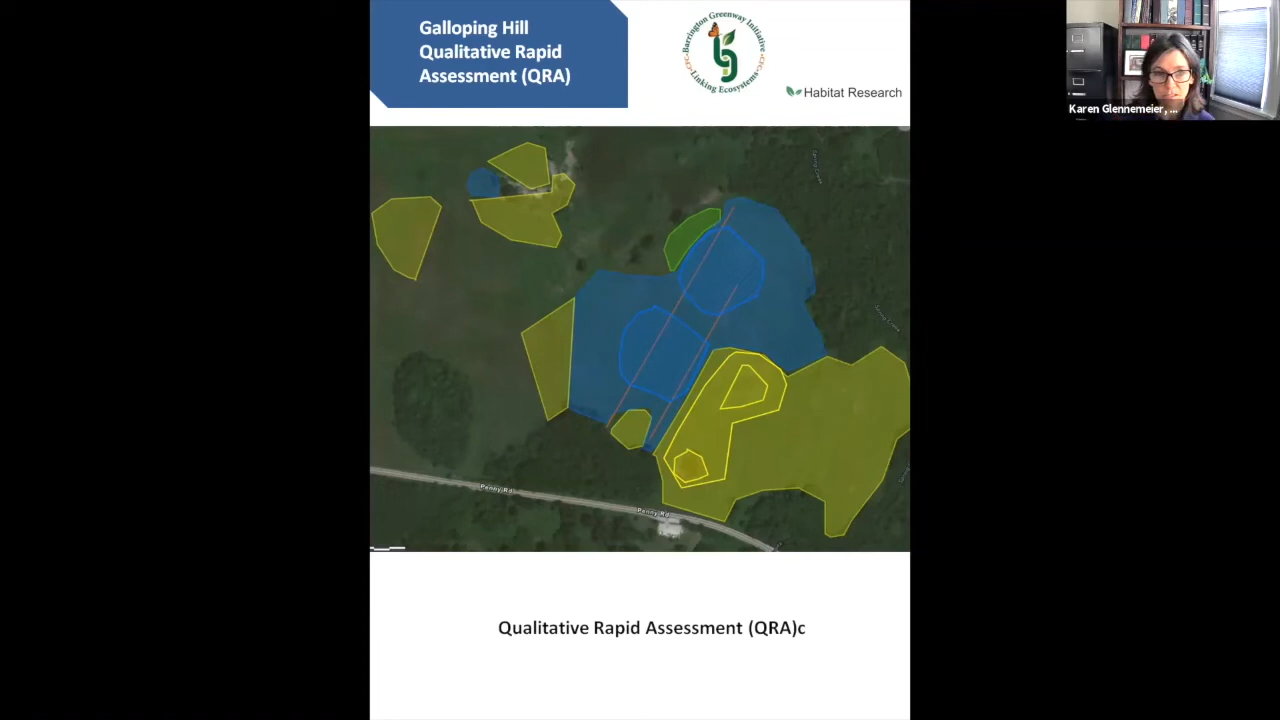 Galloping Hill
Qualitative Rapid
Assessment (QRA)
Barrington Greenway Initiative
CFC
Linking Ecosystems
Habitat Research
Karen Glennemeier, ...
Penny Rd
Penny Rd
Qualitative Rapid Assessment (QRA)c